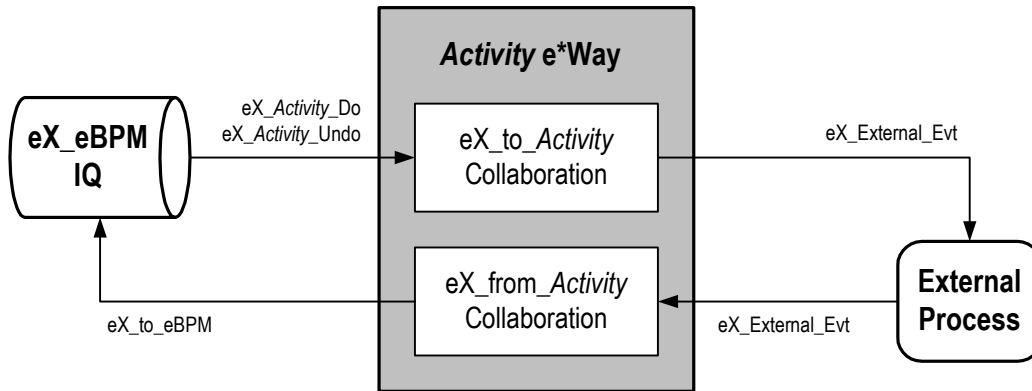 Activity e*Way
eX_eBPM
IQ
eX_Activity_Do
eX_Activity_Undo
eX_to_Activity
Collaboration
eX_External_Evt
External
Process
eX_from_Activity
Collaboration
eX_External_Evt
eX_to_eBPM